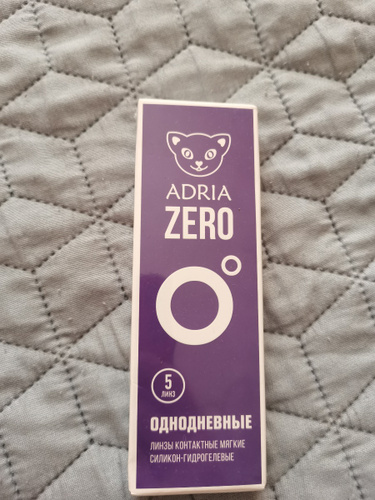 ADRIA
ZERO
5
ЛИНЗ
ОДНОДНЕВНЫЕ
ЛИНЗЫ КОНТАКТНЫЕ МЯГКИЕ
СИЛИКОН-ГИДРОГЕЛЕВЫЕ